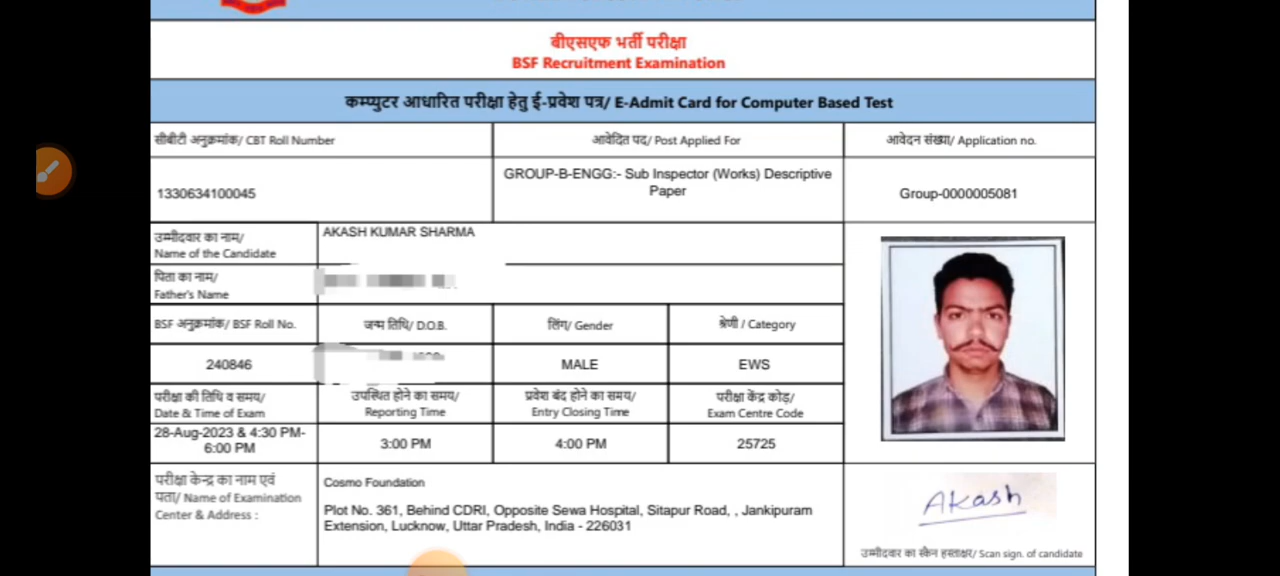 बीएसएफ भर्ती परीक्षा
BSF Recruitment Examination
कम्प्युटर आधारित परीक्षा हेतु ई-प्रवेश पत्र/ E-Admit Card for Computer Based Test
सीबीटी अनुक्रमांक/ CBT Roll Number
आवेदित पद/ Post Applied For
आवेदन संख्या/ Application no.
1330634100045
GROUP-B-ENGG:- Sub Inspector (Works) Descriptive
Paper
Group-0000005081
उम्मीदवार का नाम/
Name of the Candidate
AKASH KUMAR SHARMA
पिता का नाम/
Father's Name
BSF अनुक्रमांक/ BSF Roll No.
जन्म तिथि/ D.O.B.
लिंग/ Gender
श्रेणी / Category
240846
MALE
EWS
परीक्षा की तिथि व समय/
Date & Time of Exam
उपस्थित होने का समय/
Reporting Time
प्रवेश बंद होने का समय/
Entry Closing Time
परीक्षा केंद्र कोड़/
Exam Centre Code
28-Aug-2023 & 4:30 PM-
6:00 PM
3:00 PM
4:00 PM
25725
परीक्षा केन्द्र का नाम एवं
पता/ Name of Examination
Center & Address :
Cosmo Foundation
Plot No. 361, Behind CDRI, Opposite Sewa Hospital, Sitapur Road, , Jankipuram
Extension, Lucknow, Uttar Pradesh, India - 226031
Akash
उम्मीदवार का स्कैन हस्ताक्षर/ Scan sign. of candidate